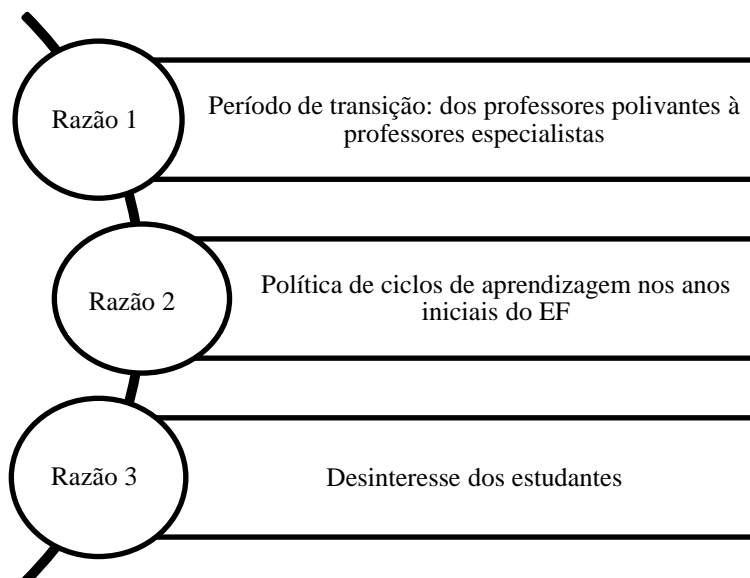 Razão 1
Período de transição: dos professores polivantes à
professores especialistas
Razão 2
Política de ciclos de aprendizagem nos anos
iniciais do EF
Razão 3
Desinteresse dos estudantes